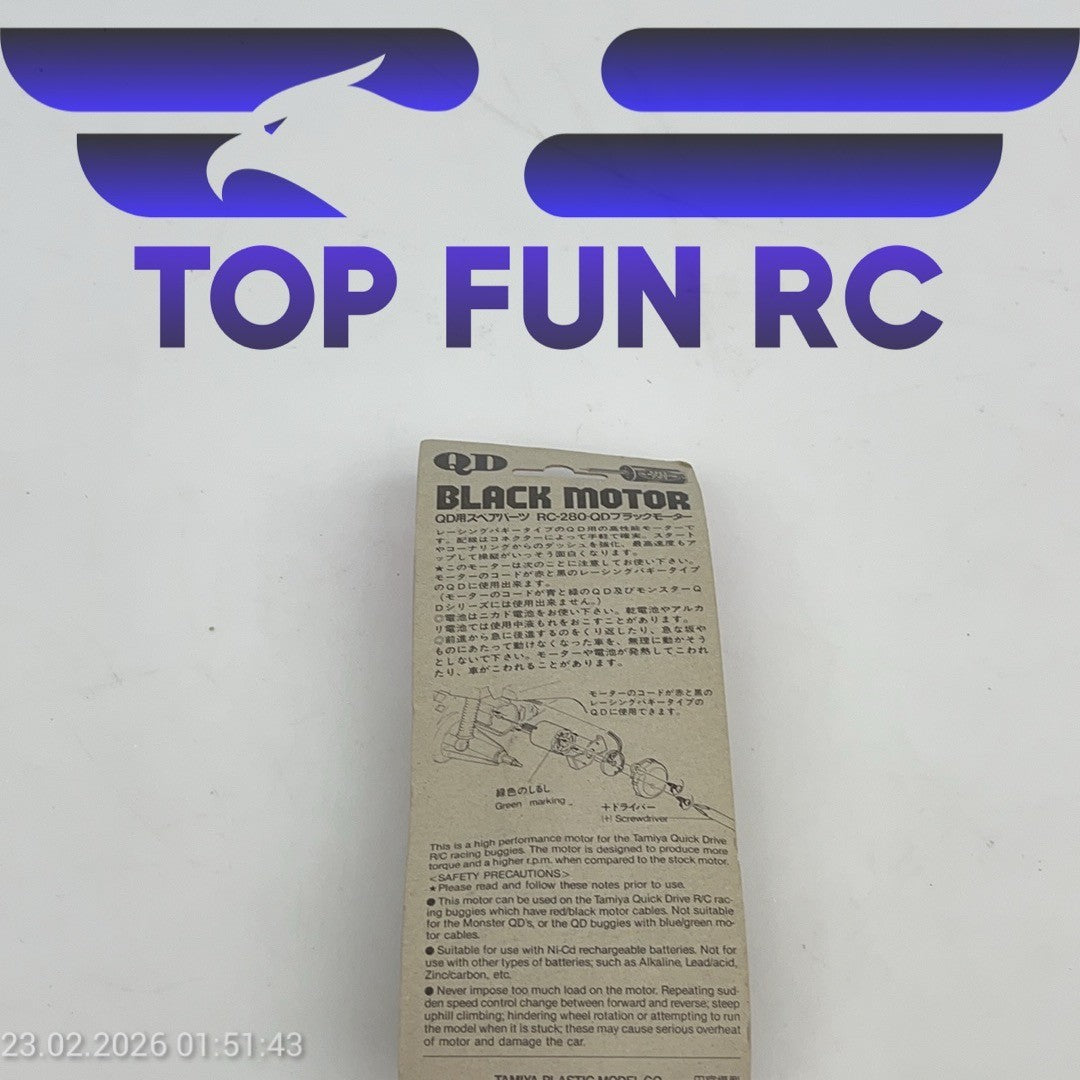 TOP FUN RC
QD
BLACK MOTOR
QD用スペアパーツ RC-280・QDブラックモーター
レーシングバギータイプのQD用の高性能モーターで
す。配線はコネクターによって手軽で確実。スタート
やコーナリングからのダッシュを強化、最高速度もア
ップして操縦がいっそう面白くなります。
★このモーターは次のことに注意してお使い下さい。
モーターのコードが赤と黒のレーシングバギータイプ
のQDに使用出来ます。
(モーターのコードが青と緑のQD及びモンスターQ
Dシリーズには使用出来ません。)
◎電池はニカド電池をお使い下さい。乾電池やアルカ
リ電池では使用中液もれをおこすことがあります。
◎前進から急に後進するのをくり返したり、急な坂や
ものにあたって動けなくなった車を、無理に動かそう
としないで下さい。モーターや電池が発熱してこわれ
たり、車がこわれることがあります。
モーターのコードが赤と黒の
レーシングバギータイプの
QDに使用できます。
緑色のしるし
Green marking
+ドライバー
(+) Screwdriver
This is a high performance motor for the Tamiya Quick Drive
R/C racing buggies. The motor is designed to produce more
torque and a higher r.p.m. when compared to the stock motor.
<SAFETY PRECAUTIONS>
★Please read and follow these notes prior to use.
● This motor can be used on the Tamiya Quick Drive R/C rac-
ing buggies which have red/black motor cables. Not suitable
for the Monster QD's, or the QD buggies with blue/green mo-
tor cables.
● Suitable for use with Ni-Cd rechargeable batteries. Not for
use with other types of batteries; such as Alkaline, Lead/acid,
Zinc/carbon, etc.
● Never impose too much load on the motor. Repeating sud-
den speed control change between forward and reverse; steep
uphill climbing; hindering wheel rotation or attempting to run
the model when it is stuck; these may cause serious overheat
of motor and damage the car.
TAMIYA PLASTIC MODEL CO.
23.02.2026 01:51:43